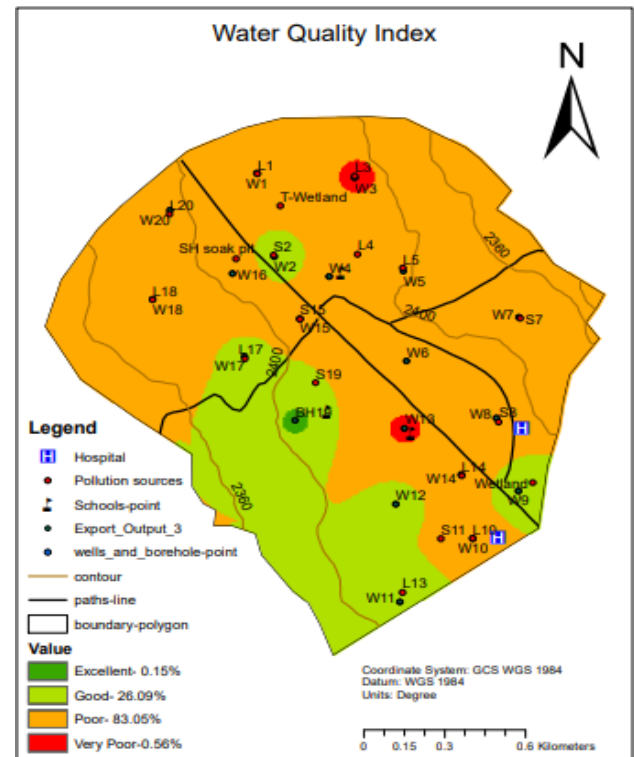 Water Quality Index
N
L1
W1
L3
W3
T-Wetland
L20
W20
SH soak pit
S2
W2
W16
L4
W4
L5
W5
2360
L18
W18
S15
W15
2400
W7
S7
L17
W17
2400
W6
S19
SH19
W13
W8
S8
H
2360
W12
W14
L14
Wetland
W9
S11
L10
W10
H
L13
W11
Legend
H Hospital
Pollution sources
Schools-point
Export_Output_3
wells_and_borehole-point
contour
paths-line
boundary-polygon
Value
Excellent- 0.15%
Good- 26.09%
Poor- 83.05%
Very Poor-0.56%
Coordinate System: GCS WGS 1984
Datum: WGS 1984
Units: Degree
0 0.15 0.3 0.6 Kilometers